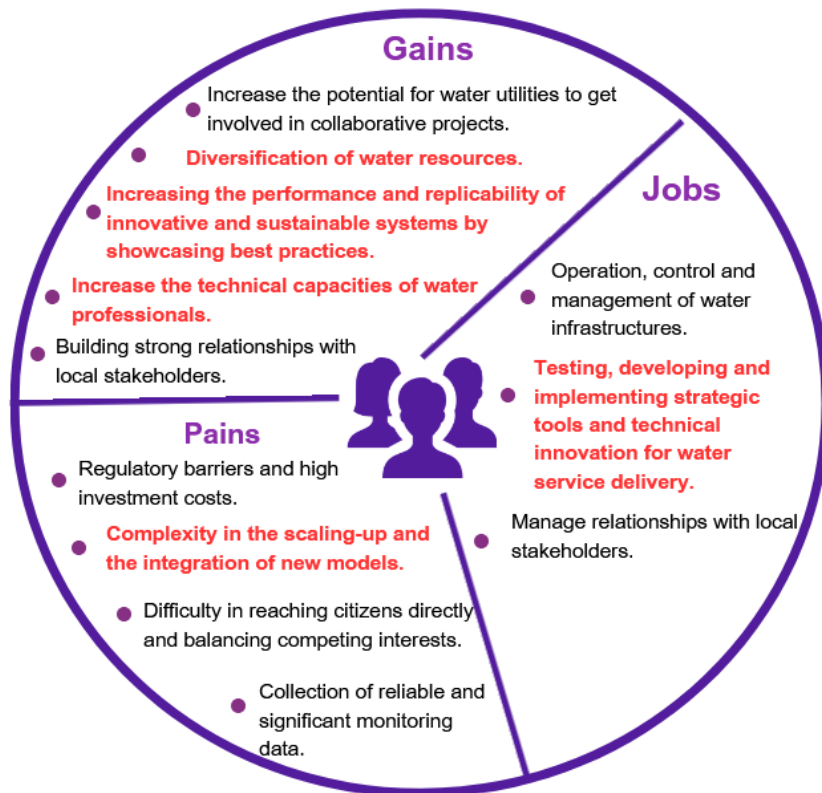 Gains
Increase the potential for water utilities to get
involved in collaborative projects.
Diversification of water resources.
Increasing the performance and replicability of
innovative and sustainable systems by
showcasing best practices.
Increase the technical capacities of water
professionals.
Building strong relationships with
local stakeholders.
Jobs
Operation, control and
management of water
infrastructures.
Testing, developing and
implementing strategic
tools and technical
innovation for water
service delivery.
Manage relationships with local
stakeholders.
Pains
Regulatory barriers and high
investment costs.
Complexity in the scaling-up and
the integration of new models.
Difficulty in reaching citizens directly
and balancing competing interests.
Collection of reliable and
significant monitoring
data.